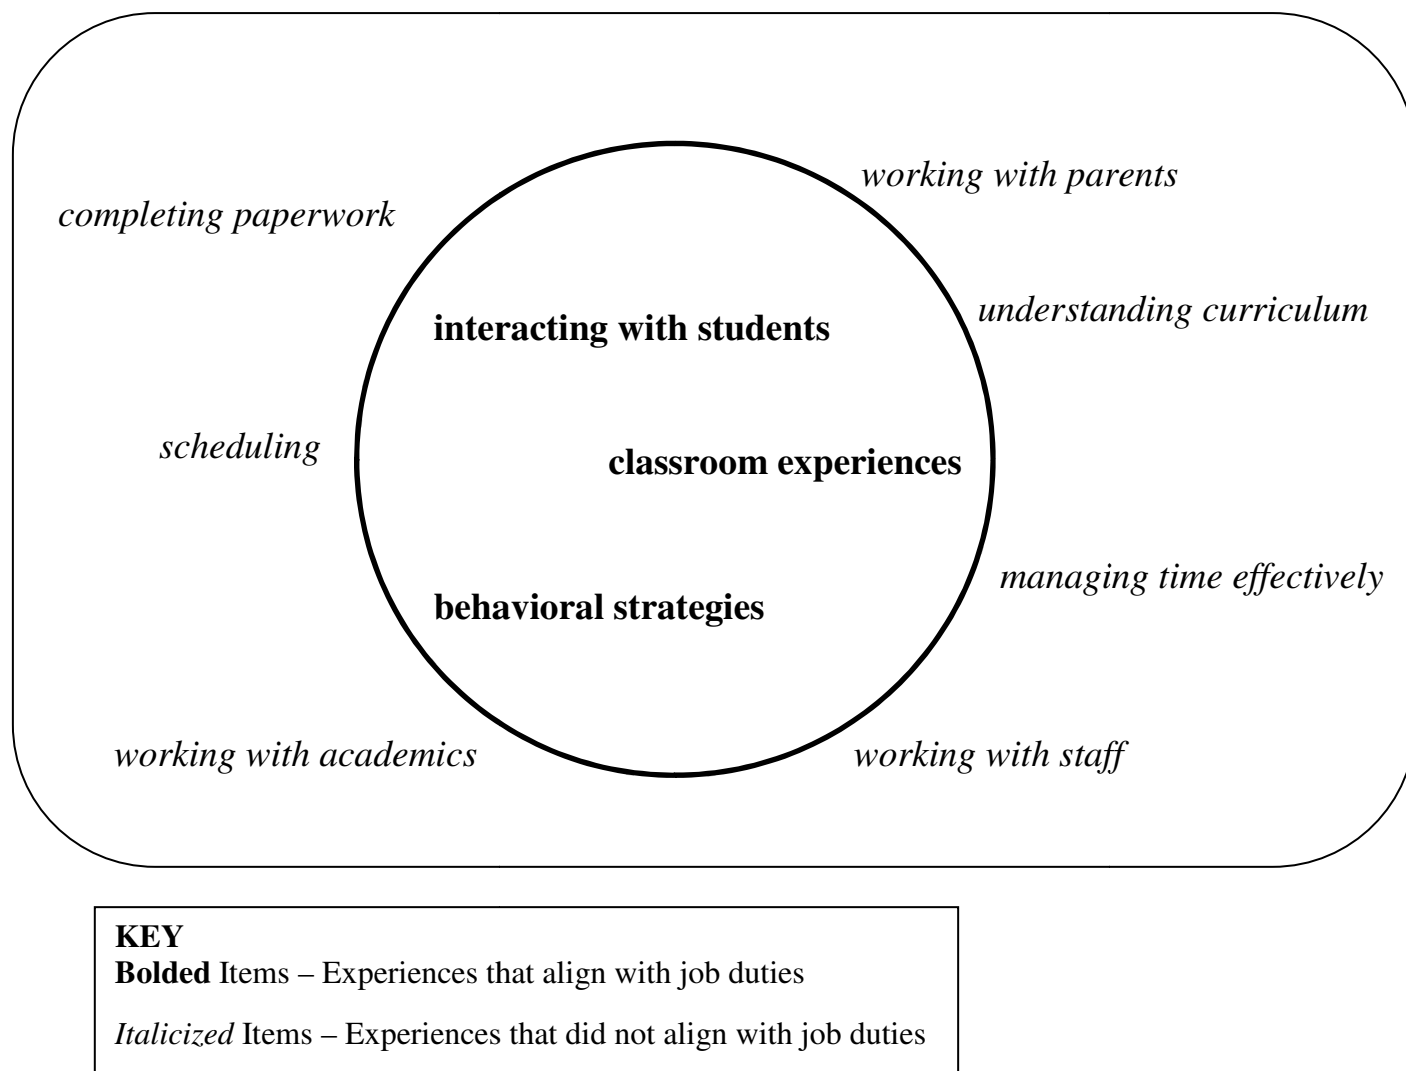 working with parents
completing paperwork
understanding curriculum
interacting with students
scheduling
classroom experiences
managing time effectively
behavioral strategies
working with academics
working with staff
KEY
Bolded Items – Experiences that align with job duties
Italicized Items – Experiences that did not align with job duties